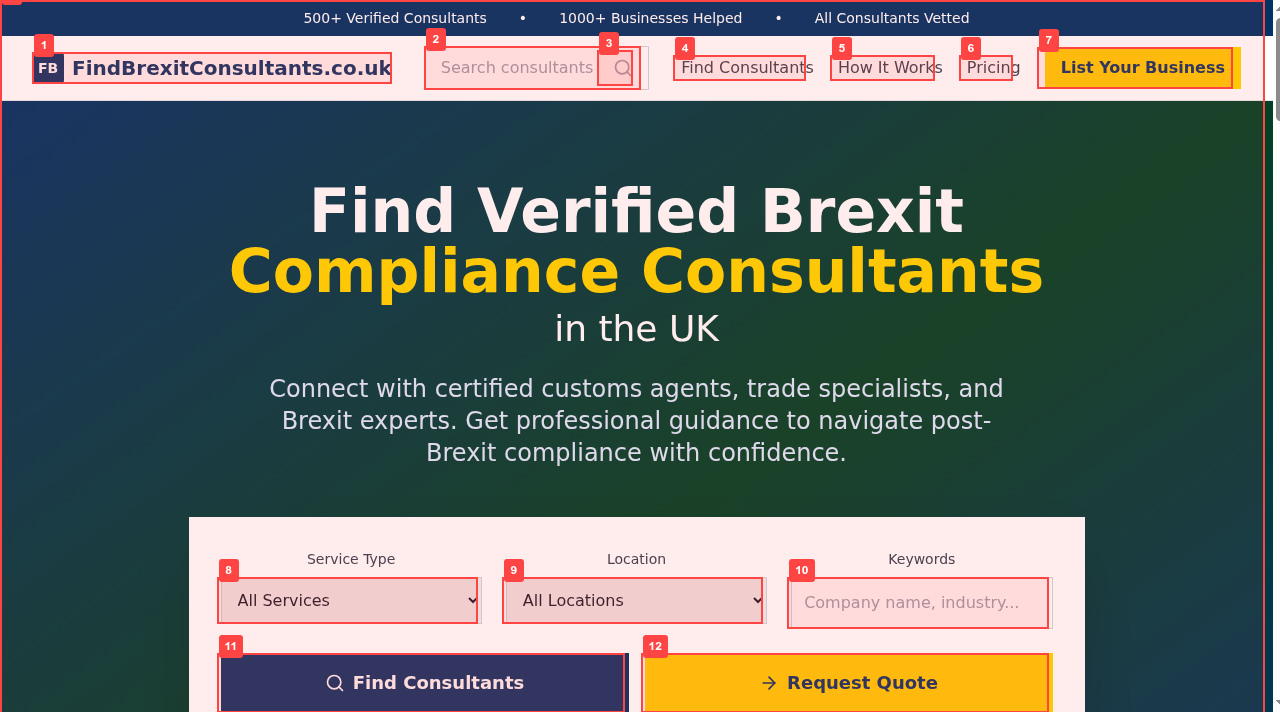 500+ Verified Consultants • 1000+ Businesses Helped • All Consultants Vetted
1 2 3 4 5 6 7
FB FindBrexitConsultants.co.uk Search consultants Find Consultants How It Works Pricing List Your Business
Find Verified Brexit
Compliance Consultants
in the UK
Connect with certified customs agents, trade specialists, and
Brexit experts. Get professional guidance to navigate post-
Brexit compliance with confidence.
Service Type Location Keywords
8 9 10
All Services All Locations Company name, industry...
11 12
Find Consultants Request Quote